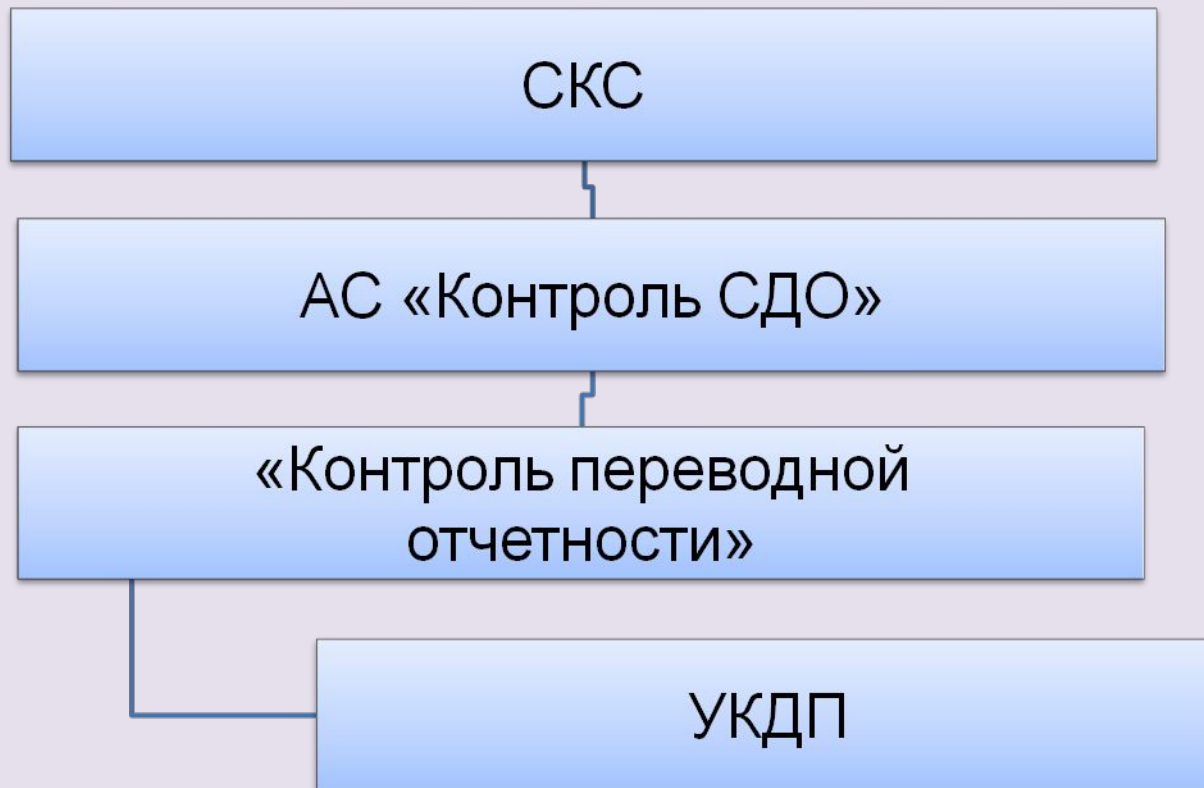 СКС
АС «Контроль СДО»
«Контроль переводной
отчетности»
УКДП